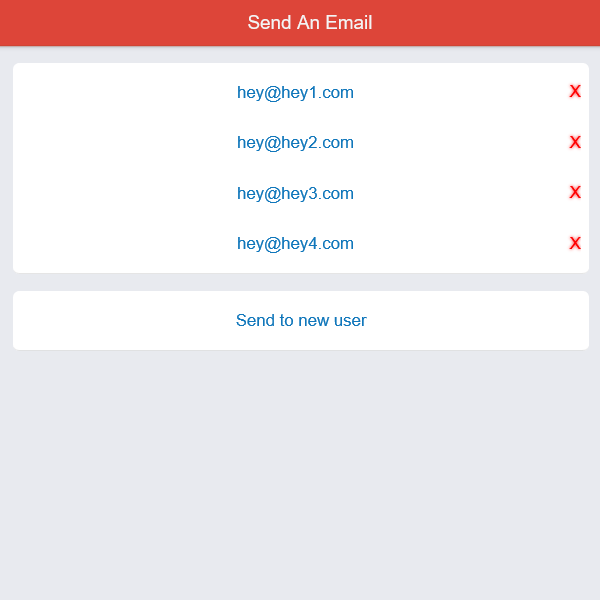 Send An Email
hey@hey1.com X
hey@hey2.com X
hey@hey3.com X
hey@hey4.com X
Send to new user